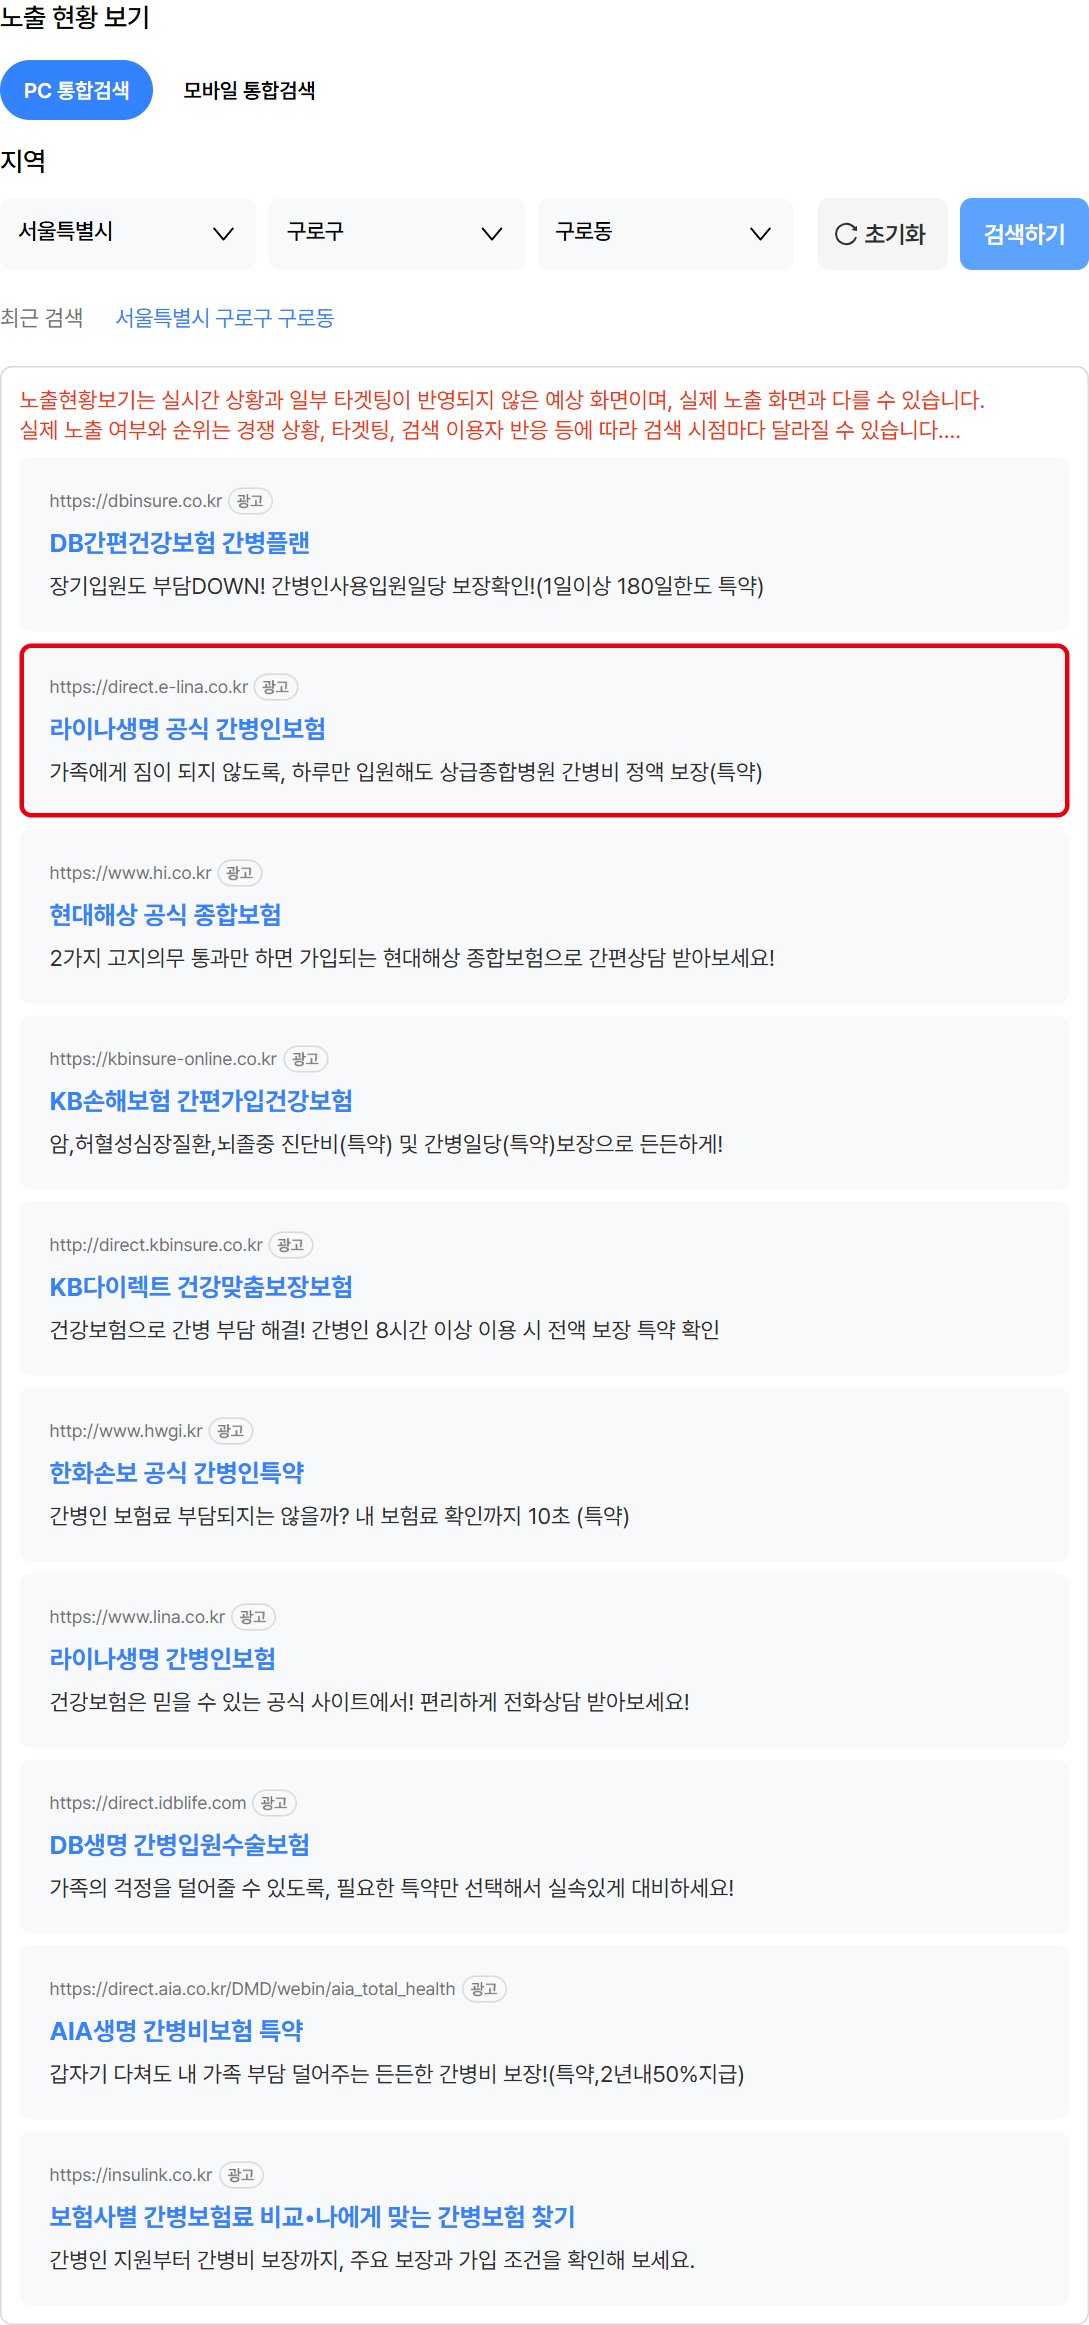 노출 현황 보기
PC 통합검색 모바일 통합검색
지역
서울특별시 구로구 구로동 초기화 검색하기
최근 검색 서울특별시 구로구 구로동
노출현황보기는 실시간 상황과 일부 타겟팅이 반영되지 않은 예상 화면이며, 실제 노출 화면과 다를 수 있습니다.
실제 노출 여부와 순위는 경쟁 상황, 타겟팅, 검색 이용자 반응 등에 따라 검색 시점마다 달라질 수 있습니다....
https://dbinsure.co.kr 광고
DB간편건강보험 간병플랜
장기입원도 부담DOWN! 간병인사용입원일당 보장확인!(1일이상 180일한도 특약)
https://direct.e-lina.co.kr 광고
라이나생명 공식 간병인보험
가족에게 짐이 되지 않도록, 하루만 입원해도 상급종합병원 간병비 정액 보장(특약)
https://www.hi.co.kr 광고
현대해상 공식 종합보험
2가지 고지의무 통과만 하면 가입되는 현대해상 종합보험으로 간편상담 받아보세요!
https://kbinsure-online.co.kr 광고
KB손해보험 간편가입건강보험
암,허혈성심장질환,뇌졸중 진단비(특약) 및 간병일당(특약)보장으로 든든하게!
http://direct.kbinsure.co.kr 광고
KB다이렉트 건강맞춤보장보험
건강보험으로 간병 부담 해결! 간병인 8시간 이상 이용 시 전액 보장 특약 확인
http://www.hwgi.kr 광고
한화손보 공식 간병인특약
간병인 보험료 부담되지는 않을까? 내 보험료 확인까지 10초 (특약)
https://www.lina.co.kr 광고
라이나생명 간병인보험
건강보험은 믿을 수 있는 공식 사이트에서! 편리하게 전화상담 받아보세요!
https://direct.idblife.com 광고
DB생명 간병입원수술보험
가족의 걱정을 덜어줄 수 있도록, 필요한 특약만 선택해서 실속있게 대비하세요!
https://direct.aia.co.kr/DMD/webin/aia_total_health 광고
AIA생명 간병비보험 특약
갑자기 다쳐도 내 가족 부담 덜어주는 든든한 간병비 보장!(특약,2년내50%지급)
https://insulink.co.kr 광고
보험사별 간병보험료 비교•나에게 맞는 간병보험 찾기
간병인 지원부터 간병비 보장까지, 주요 보장과 가입 조건을 확인해 보세요.